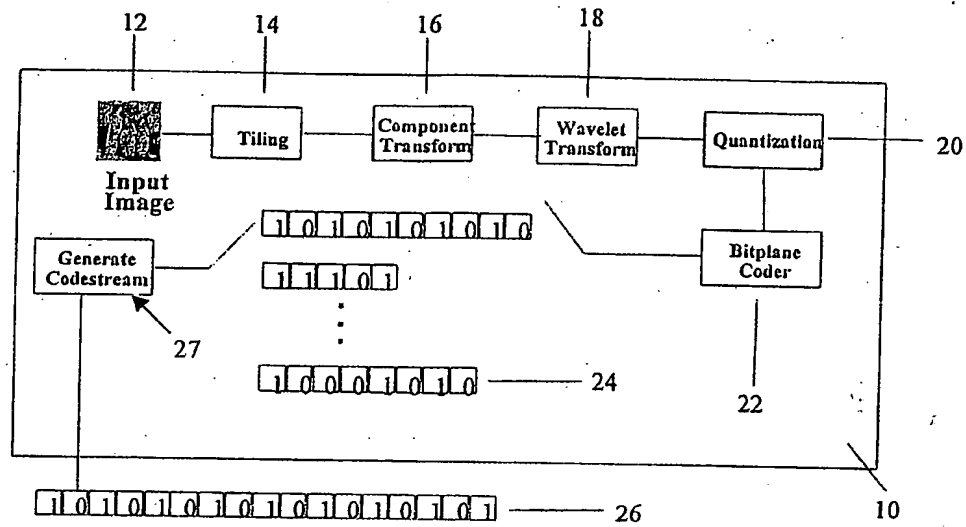 12 14 16 18
Tiling
Component
Transform
Wavelet
Transform
Quantization
20
Input
Image
1 0 1 0 1 0 1 0 1 0
Generate
Codestream
Bitplane
Coder
1 1 1 0 1
27
1 0 0 0 1 0 1 0
24
22
1 0 1 0 1 0 1 0 1 0 1 0 1 0 1 0 1
26
10